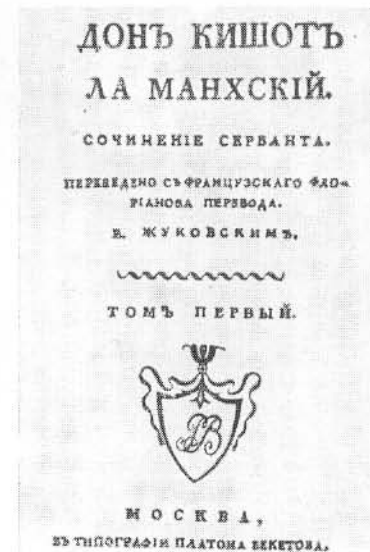 ДОНЪ КИШОТЪ
ЛА МАНХСКІЙ.
СОЧИНЕНІЕ СЕРВАНТА.
ПЕРЕВЕДЕНО СЪ ФРАНЦУЗСКАГО ФЛО-
РІАНОВА ПЕРЕВОДА.
В. ЖУКОВСКИМЪ.
ТОМЪ ПЕРВЫЙ.
МОСКВА,
ВЪ ТИПОГРАФІИ ПЛАТОНА БЕКЕТОВА,